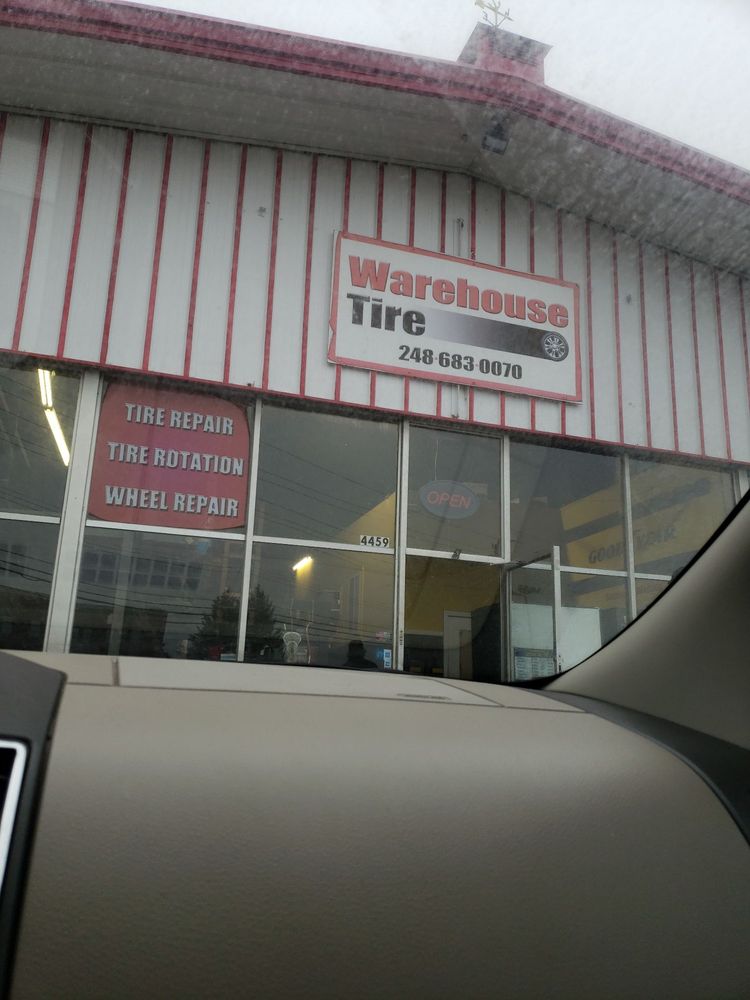 Warehouse
Tire
248-683-0070
TIRE REPAIR
TIRE ROTATION
WHEEL REPAIR
OPEN
4459